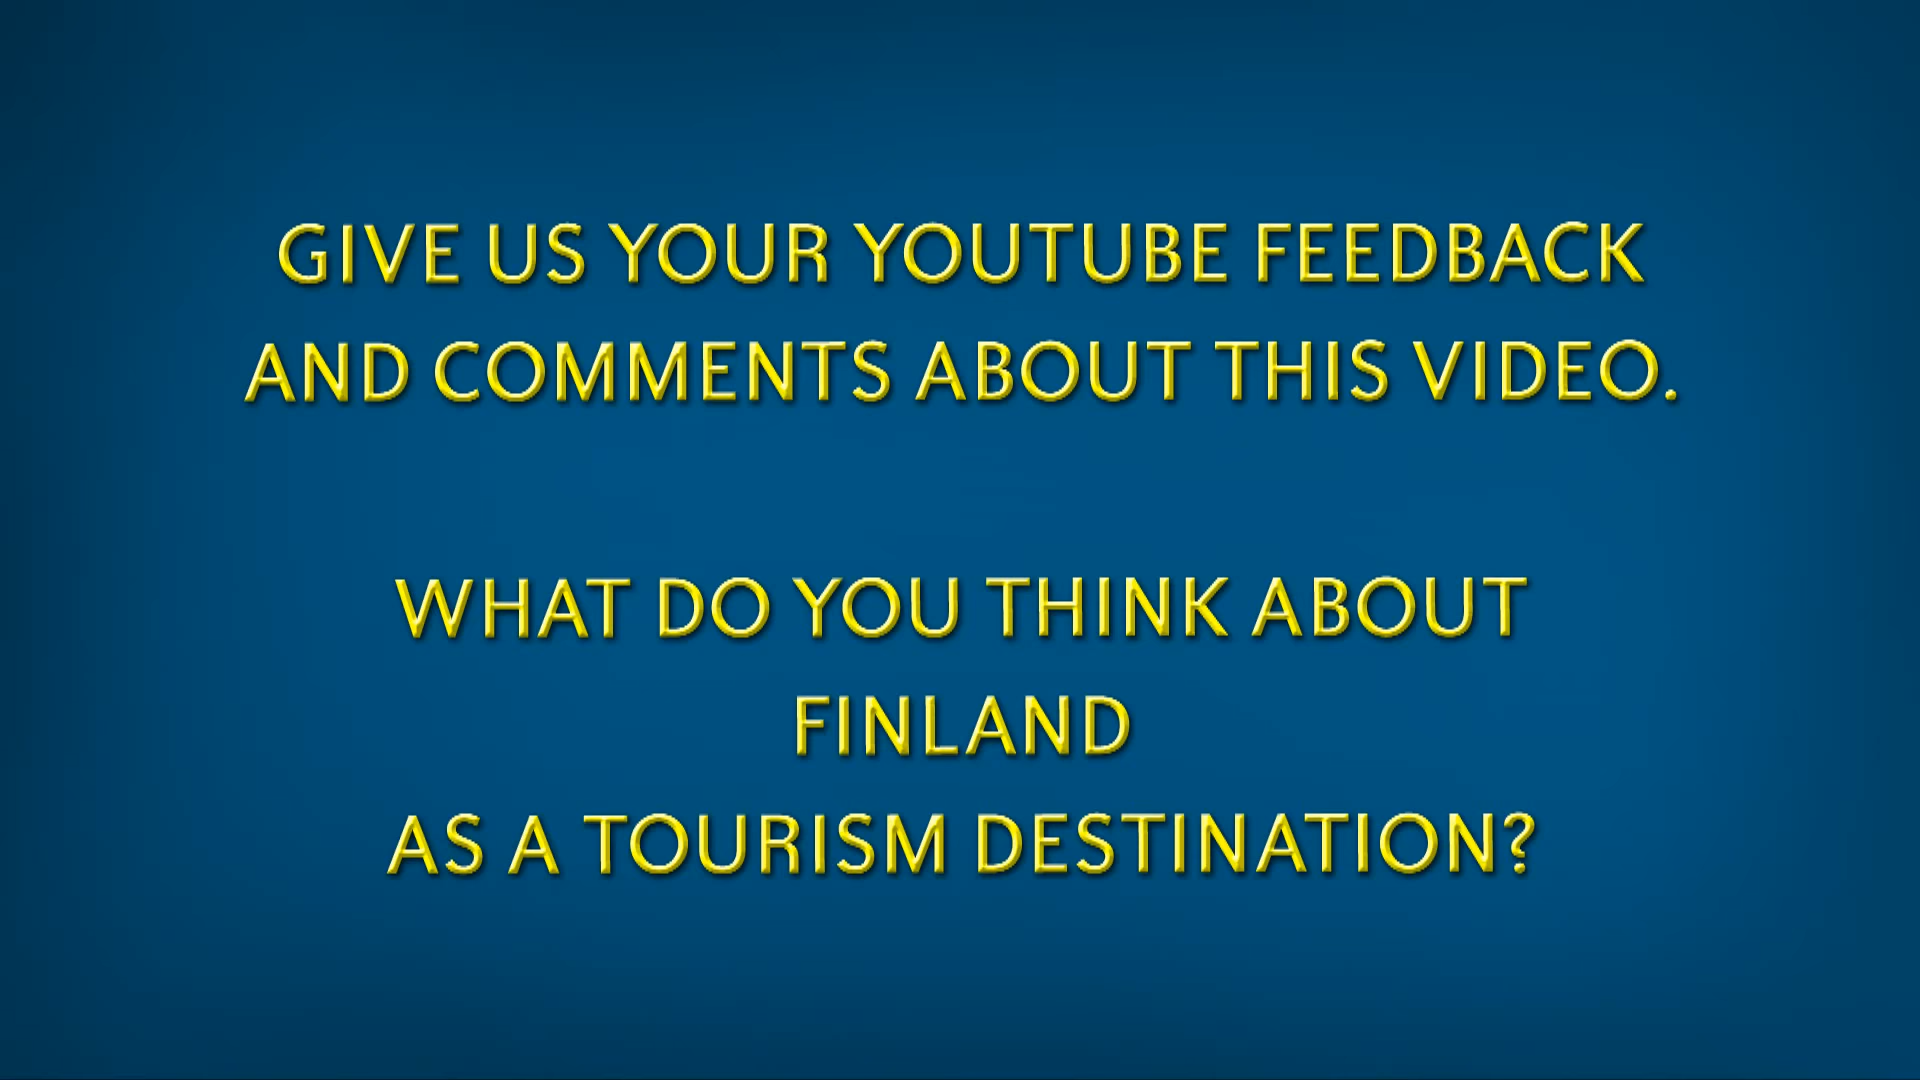 GIVE US YOUR YOUTUBE FEEDBACK
AND COMMENTS ABOUT THIS VIDEO.
WHAT DO YOU THINK ABOUT
FINLAND
AS A TOURISM DESTINATION?